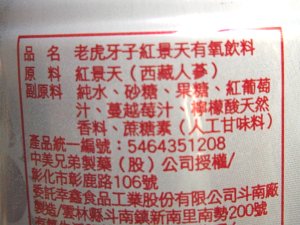 品 名 老虎牙子紅景天有氧飲料
原 料 紅景天(西藏人蔘)
副原料 純水、砂糖、果糖、紅葡萄
汁、蔓越莓汁、檸檬酸天然
香料、蔗糖素(人工甘味料)
產品統一編號:5464351208
中美兄弟製藥(股)公司授權/
彰化市彰鹿路106號
委託幸鑫食品工業股份有限公司斗南廠
製造/雲林縣斗南鎮新南里南勢200號